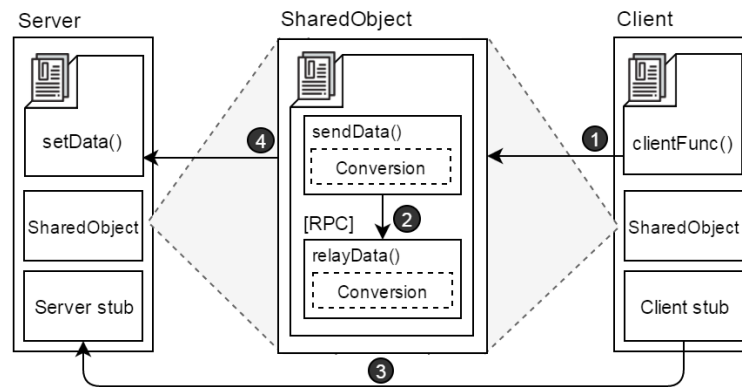 Server
SharedObject
Client
setData()
4
sendData()
Conversion
1
clientFunc()
2
[RPC]
relayData()
Conversion
SharedObject
SharedObject
Server stub
Client stub
3